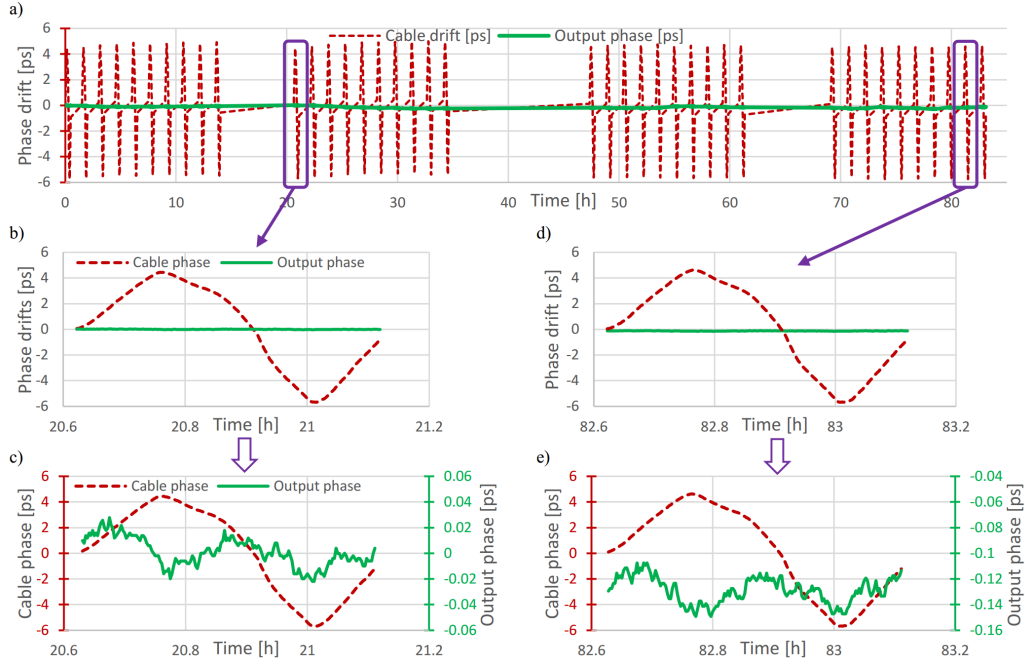 a)
Cable drift [ps] Output phase [ps]
Phase drift [ps]
6
4
2
0
-2
-4
-6
0 10 20 30 40 50 60 70 80
Time [h]
b)
Cable phase Output phase
Phase drifts [ps]
6
4
2
0
-2
-4
-6
20.6 20.8 21 21.2
Time [h]
d)
Phase drift [ps]
6
4
2
0
-2
-4
-6
82.6 82.8 83 83.2
Time [h]
c)
Cable phase Output phase
Cable phase [ps]
6
4
2
0
-2
-4
-6
0.06
0.04
0.02
0
-0.02
-0.04
-0.06
Output phase [ps]
20.6 20.8 21 21.2
Time [h]
e)
Cable phase [ps]
6
4
2
0
-2
-4
-6
-0.04
-0.06
-0.08
-0.1
-0.12
-0.14
-0.16
Output phase [ps]
82.6 82.8 83 83.2
Time [h]